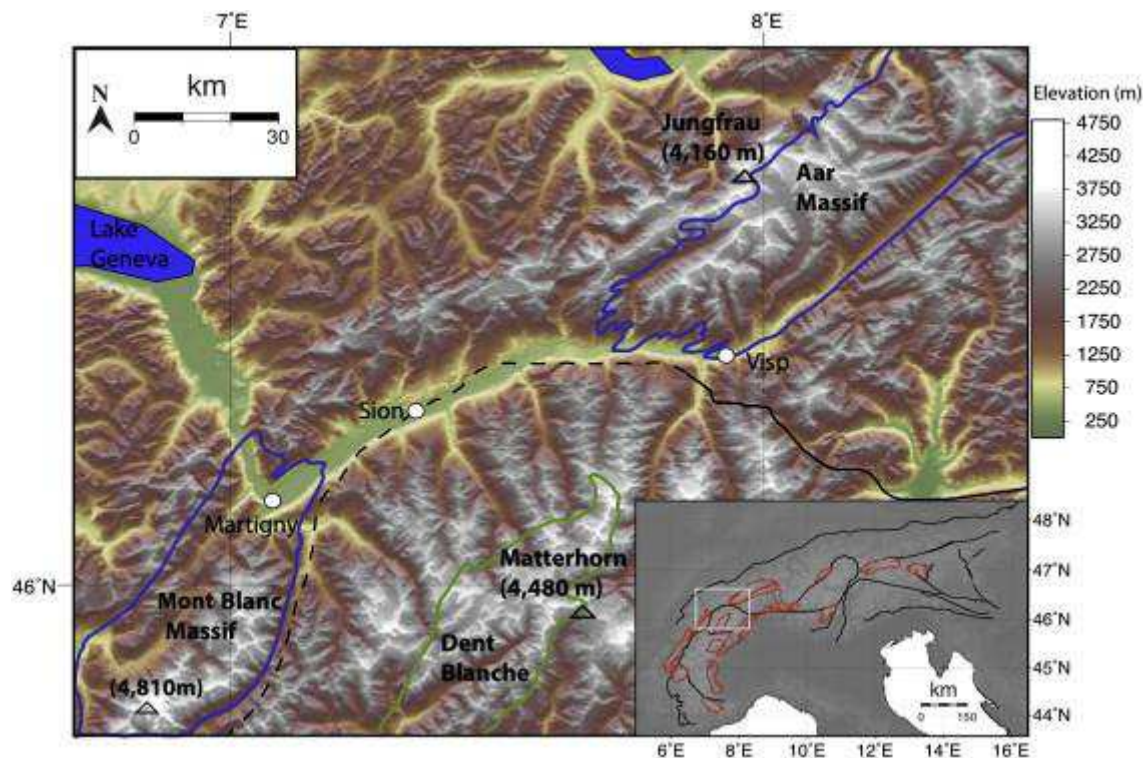 7°E
8°E
km
N
0
30
Elevation (m)
4750
4250
3750
3250
2750
2250
1750
1250
750
250
Jungfrau
(4,160 m)
Aar
Massif
Lake
Geneva
Visp
Sion
Martigny
46°N
Matterhorn
(4,480 m)
Mont Blanc
Massif
Dent
Blanche
(4,810m)
48°N
47°N
46°N
45°N
44°N
km
0
150
6°E
8°E
10°E
12°E
14°E
16°E